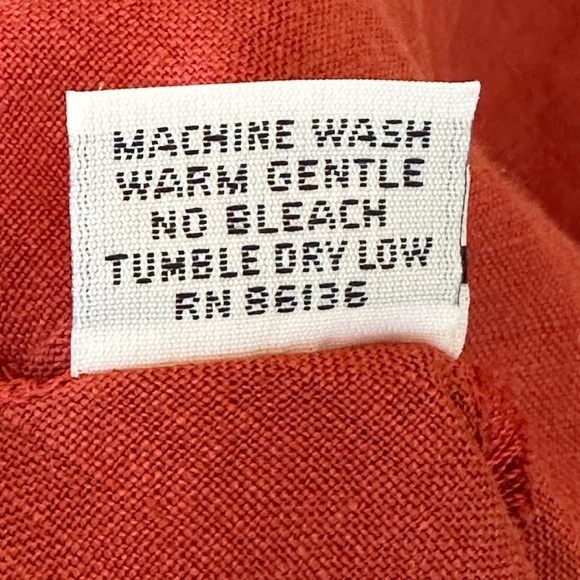 MACHINE WASH
WARM GENTLE
NO BLEACH
TUMBLE DRY LOW
RN 86136